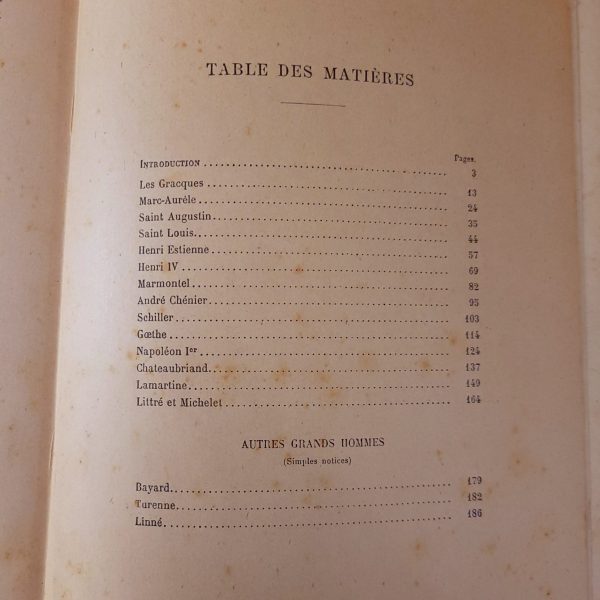 TABLE DES MATIÈRES
Pages.
INTRODUCTION 3
Les Gracques 13
Marc-Aurèle 24
Saint Augustin 35
Saint Louis 44
Henri Estienne 57
Henri IV 69
Marmontel 82
André Chénier 95
Schiller 103
Gœthe 114
Napoléon Ier 124
Chateaubriand 137
Lamartine 149
Littré et Michelet 164
AUTRES GRANDS HOMMES
(Simples notices)
Bayard 179
Turenne 182
Linné 186